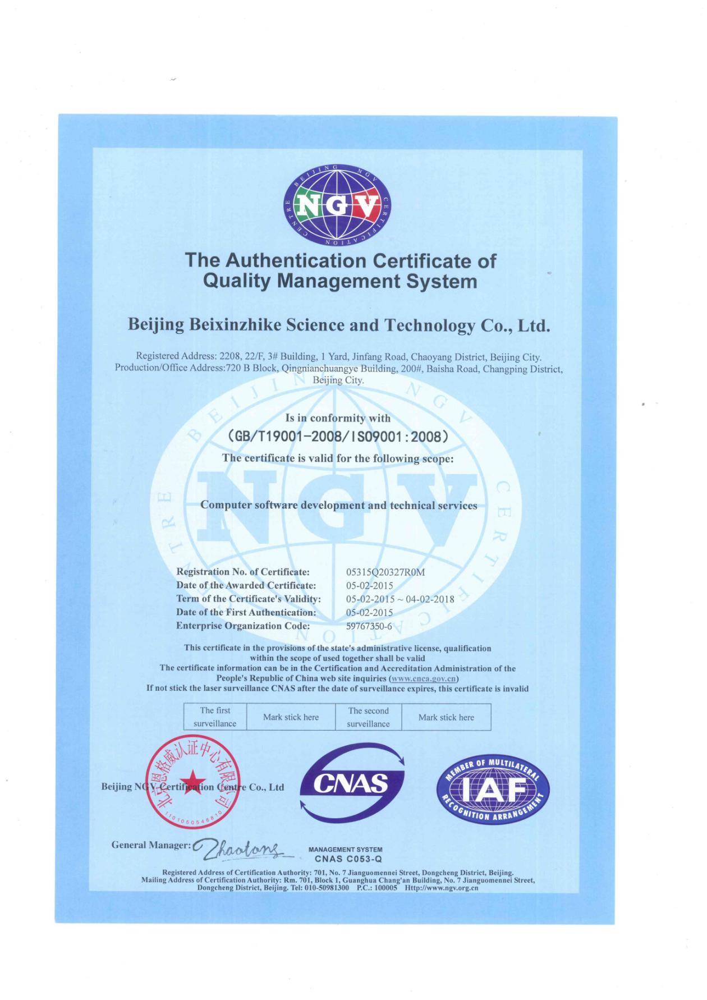 BEIJING NGV CERTIFICATION CENTRE
NGV
The Authentication Certificate of
Quality Management System
Beijing Beixinzhike Science and Technology Co., Ltd.
Registered Address: 2208, 22/F, 3# Building, 1 Yard, Jinfang Road, Chaoyang District, Beijing City.
Production/Office Address:720 B Block, Qingnianchuangye Building, 200#, Baisha Road, Changping District,
Beijing City.
BEIJING NGV CERTIFICATION CENTRE
NGV
Is in conformity with
(GB/T19001-2008/ISO9001:2008)
The certificate is valid for the following scope:
Computer software development and technical services
Registration No. of Certificate: 05315Q20327R0M
Date of the Awarded Certificate: 05-02-2015
Term of the Certificate's Validity: 05-02-2015 ~ 04-02-2018
Date of the First Authentication: 05-02-2015
Enterprise Organization Code: 59767350-6
This certificate in the provisions of the state's administrative license, qualification
within the scope of used together shall be valid
The certificate information can be in the Certification and Accreditation Administration of the
People's Republic of China web site inquiries (www.cnca.gov.cn)
If not stick the laser surveillance CNAS after the date of surveillance expires, this certificate is invalid
The first surveillance Mark stick here The second surveillance Mark stick here
北京恩格威认证中心有限公司
1101050546810
Beijing NGV Certification Centre Co., Ltd
CNAS
MEMBER OF MULTILATERAL
IAF
RECOGNITION ARRANGEMENT
General Manager: Zhaotong
MANAGEMENT SYSTEM
CNAS C053-Q
Registered Address of Certification Authority: 701, No. 7 Jianguomennei Street, Dongcheng District, Beijing.
Mailing Address of Certification Authority: Rm. 701, Block 1, Guanghua Chang'an Building, No. 7 Jianguomennei Street,
Dongcheng District, Beijing. Tel: 010-50981300 P.C.: 100005 Http://www.ngv.org.cn